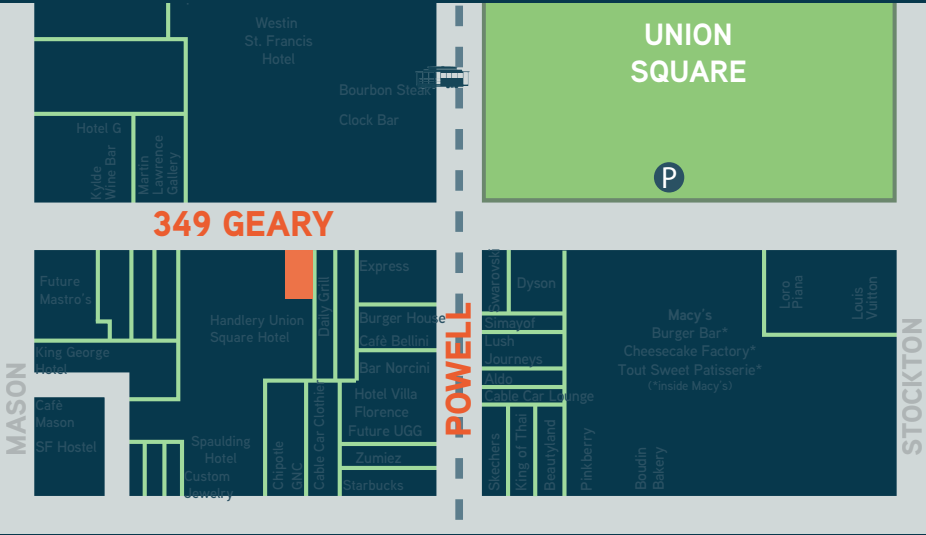 Westin
St. Francis
Hotel
Bourbon Steak
Clock Bar
Hotel G
Kylde
Wine Bar
Martin
Lawrence
Gallery
UNION
SQUARE
P
349 GEARY
POWELL
MASON
STOCKTON
Future
Mastro's
King George
Hotel
Café
Mason
SF Hostel
Handlery Union
Square Hotel
Daily Grill
Express
Burger House
Cafè Bellini
Bar Norcini
Hotel Villa
Florence
Future UGG
Zumiez
Starbucks
Spaulding
Hotel
Custom
Jewelry
Chipotle
GNC
Cable Car Clothier
Swarovski
Dyson
Simayof
Lush
Journeys
Aldo
Cable Car Lounge
Skechers
King of Thai
Beautyland
Pinkberry
Boudin
Bakery
Macy's
Burger Bar*
Cheesecake Factory*
Tout Sweet Patisserie*
(*inside Macy's)
Loro
Piana
Louis
Vuitton